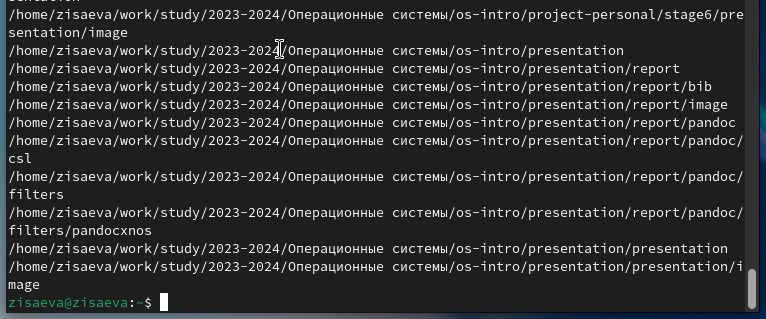 /home/zisaeva/work/study/2023-2024/Операционные системы/os-intro/project-personal/stage6/pre
sentation/image
/home/zisaeva/work/study/2023-2024/Операционные системы/os-intro/presentation
/home/zisaeva/work/study/2023-2024/Операционные системы/os-intro/presentation/report
/home/zisaeva/work/study/2023-2024/Операционные системы/os-intro/presentation/report/bib
/home/zisaeva/work/study/2023-2024/Операционные системы/os-intro/presentation/report/image
/home/zisaeva/work/study/2023-2024/Операционные системы/os-intro/presentation/report/pandoc
/home/zisaeva/work/study/2023-2024/Операционные системы/os-intro/presentation/report/pandoc/
csl
/home/zisaeva/work/study/2023-2024/Операционные системы/os-intro/presentation/report/pandoc/
filters
/home/zisaeva/work/study/2023-2024/Операционные системы/os-intro/presentation/report/pandoc/
filters/pandocxnos
/home/zisaeva/work/study/2023-2024/Операционные системы/os-intro/presentation/presentation
/home/zisaeva/work/study/2023-2024/Операционные системы/os-intro/presentation/presentation/i
mage
zisaeva@zisaeva:~$